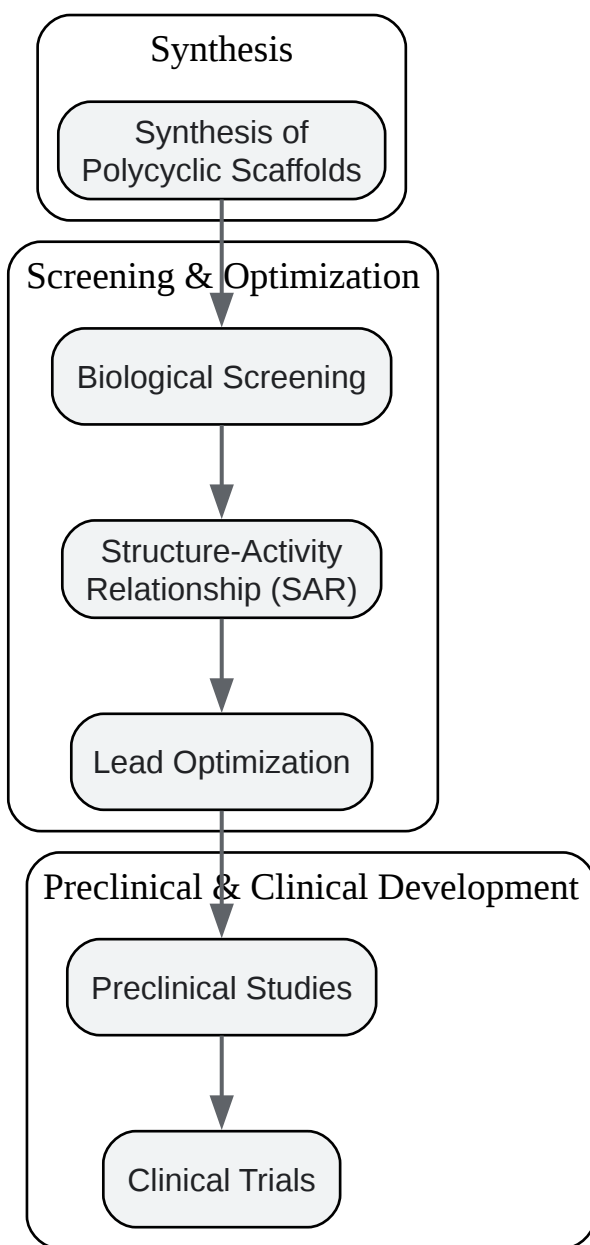 Synthesis
Synthesis of
Polycyclic Scaffolds
Screening & Optimization
Biological Screening
Structure-Activity
Relationship (SAR)
Lead Optimization
Preclinical & Clinical Development
Preclinical Studies
Clinical Trials